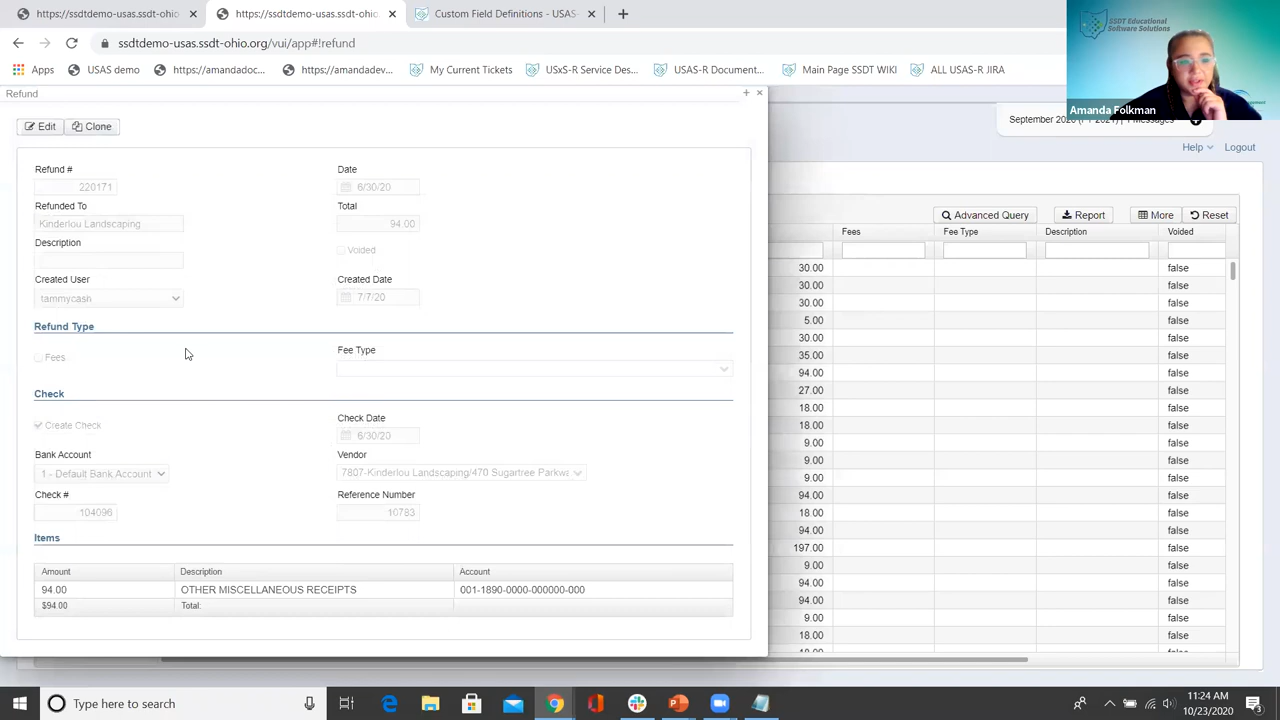 https://ssdtdemo-usas.ssdt-ohio × https://ssdtdemo-usas.ssdt-ohio × Custom Field Definitions - USAS- × +
ssdtdemo-usas.ssdt-ohio.org/vui/app#!refund
Apps USAS demo https://amandadoc... https://amandadev... My Current Tickets USxS-R Service Des... USAS-R Document... Main Page SSDT WIKI ALL USAS-R JIRA
SSDT Educational
Software Solutions
Amanda Folkman
Refund + ×
Edit Clone
September 2020 (FY 2021)
Messages
Help Logout
Refund # Date
220171 6/30/20
Refunded To Total
Kinderlou Landscaping 94.00
Description
Voided
Created User Created Date
tammycash 7/7/20
Refund Type
Fees Fee Type
Check
Create Check Check Date
6/30/20
Bank Account Vendor
1 - Default Bank Account 7807-Kinderlou Landscaping/470 Sugartree Parkwa
Check # Reference Number
104096 10783
Items
Amount Description Account
94.00 OTHER MISCELLANEOUS RECEIPTS 001-1890-0000-000000-000
$94.00 Total:
Advanced Query Report More Reset
Fees Fee Type Description Voided
30.00 false
30.00 false
30.00 false
5.00 false
30.00 false
35.00 false
94.00 false
27.00 false
18.00 false
18.00 false
9.00 false
9.00 false
9.00 false
94.00 false
18.00 false
94.00 false
197.00 false
9.00 false
94.00 false
94.00 false
9.00 false
18.00 false
18.00 false
Type here to search
11:24 AM
10/23/2020
3